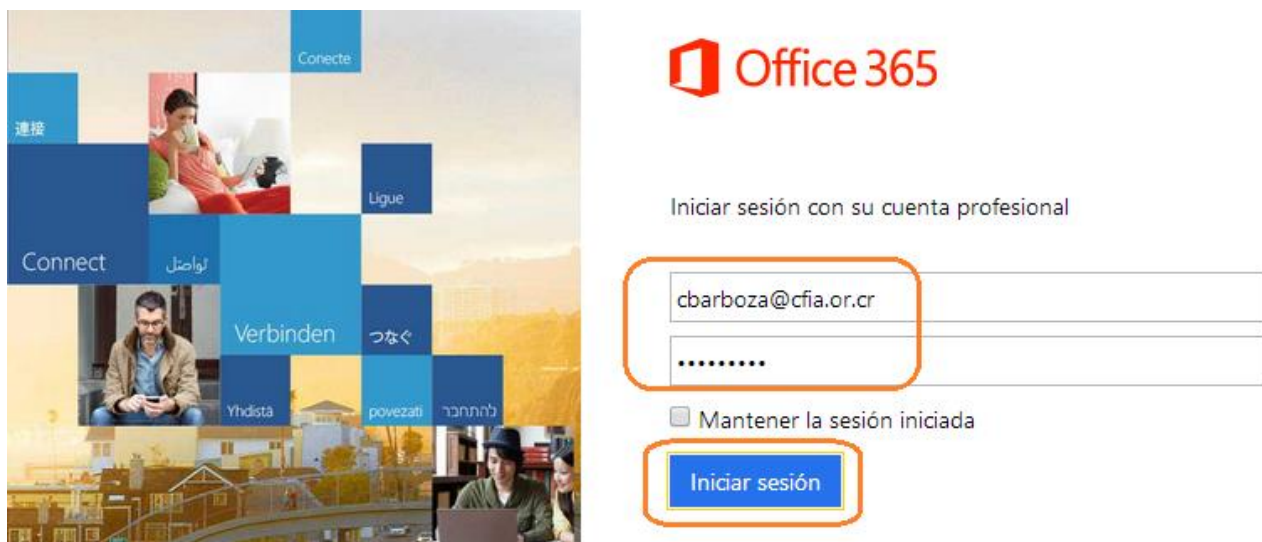 Conecte
連接
Ligue
Connect
تواصل
Verbinden
つなぐ
Yhdistä
povezati
להתחבר
Office 365
Iniciar sesión con su cuenta profesional
cbarboza@cfia.or.cr
•••••••••
Mantener la sesión iniciada
Iniciar sesión